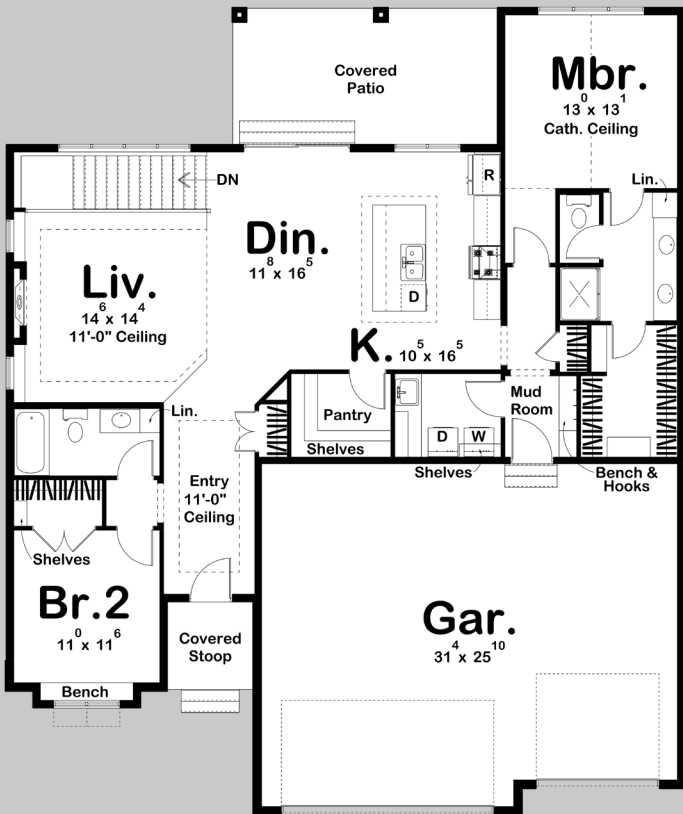 Covered
Patio
Mbr.
13⁰ x 13¹
Cath. Ceiling
Lin.
R
DN
Din.
11⁸ x 16⁵
Liv.
14⁶ x 14⁴
11'-0" Ceiling
D
K. 10⁵ x 16⁵
Mud
Room
Pantry
Shelves
D
W
Shelves
Bench &
Hooks
Lin.
Entry
11'-0"
Ceiling
Shelves
Br.2
11⁰ x 11⁶
Bench
Covered
Stoop
Gar.
31⁴ x 25¹⁰